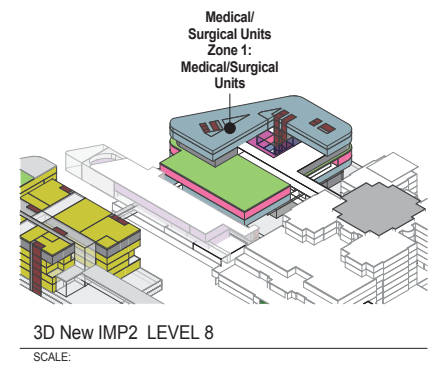 Medical/
Surgical Units
Zone 1:
Medical/Surgical
Units
3D New IMP2 LEVEL 8
SCALE: